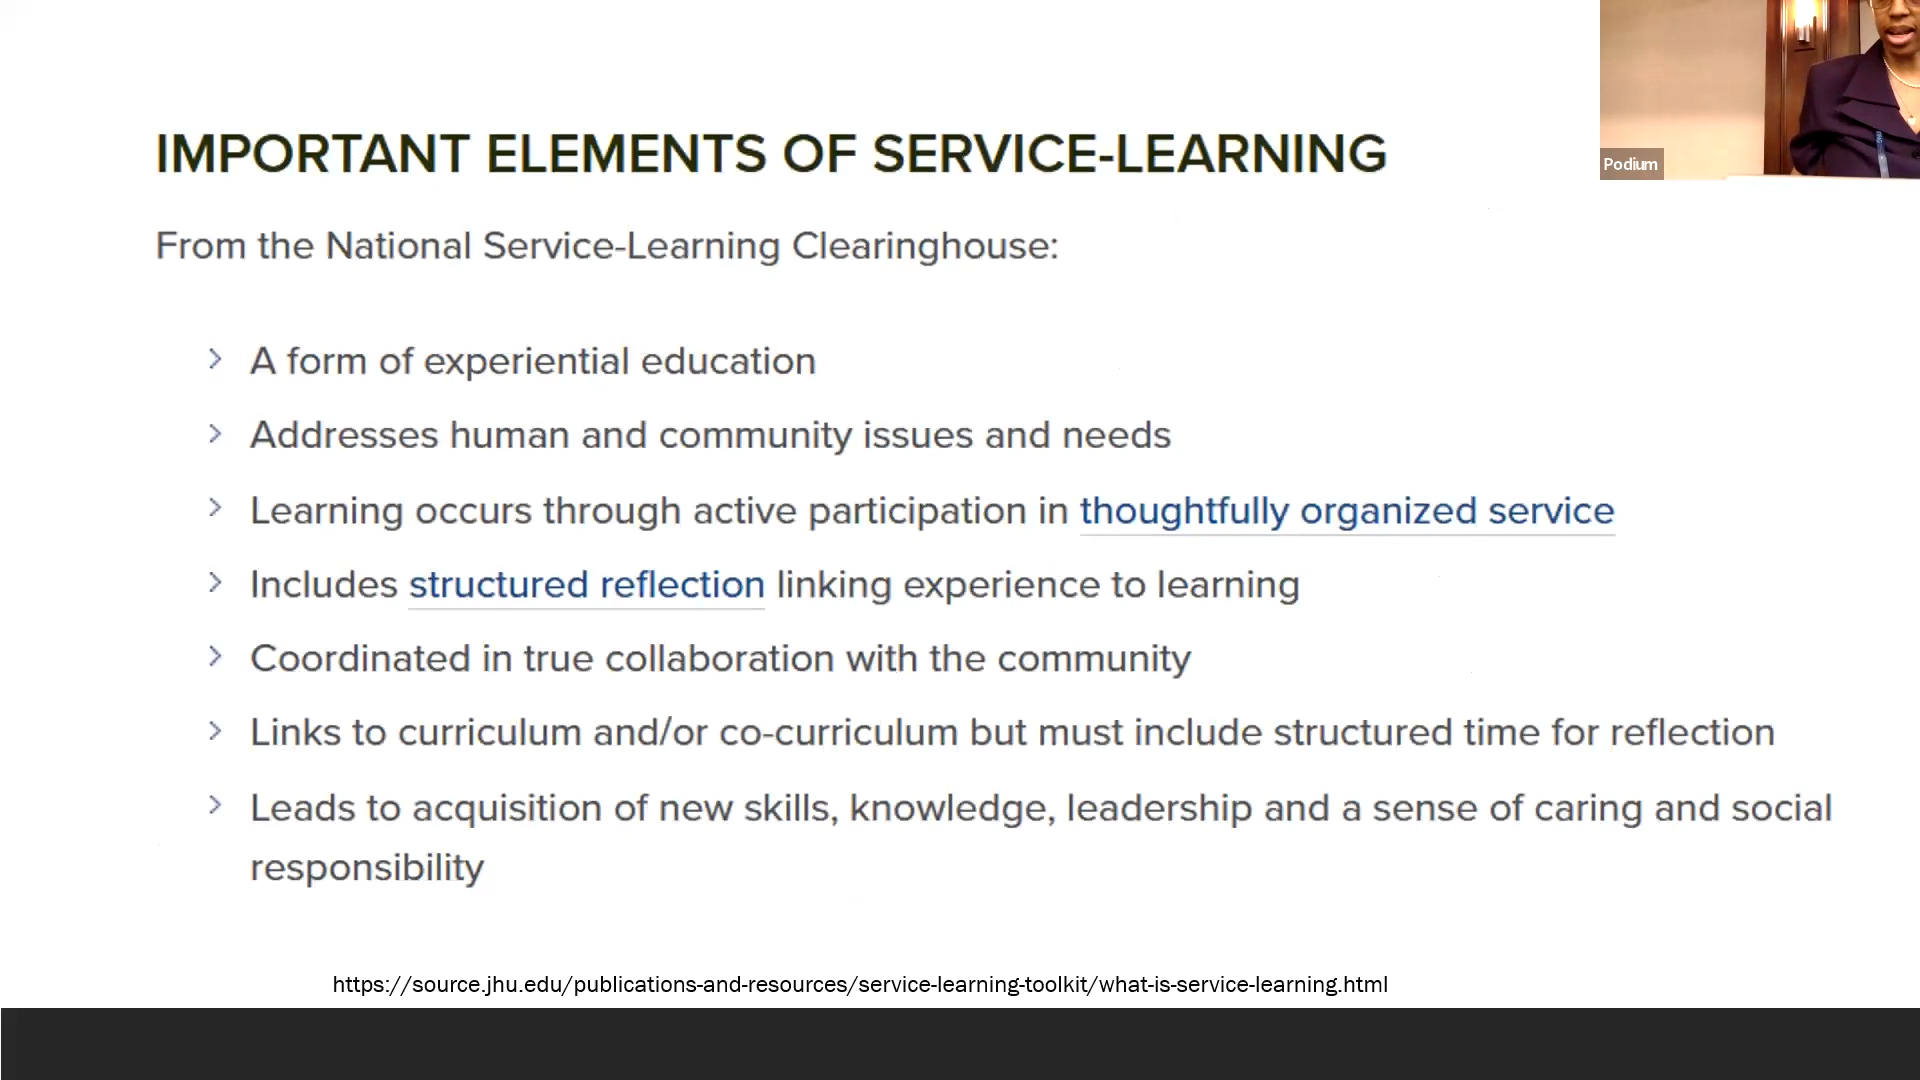 IMPORTANT ELEMENTS OF SERVICE-LEARNING
Podium
From the National Service-Learning Clearinghouse:
A form of experiential education
Addresses human and community issues and needs
Learning occurs through active participation in thoughtfully organized service
Includes structured reflection linking experience to learning
Coordinated in true collaboration with the community
Links to curriculum and/or co-curriculum but must include structured time for reflection
Leads to acquisition of new skills, knowledge, leadership and a sense of caring and social
responsibility
https://source.jhu.edu/publications-and-resources/service-learning-toolkit/what-is-service-learning.html